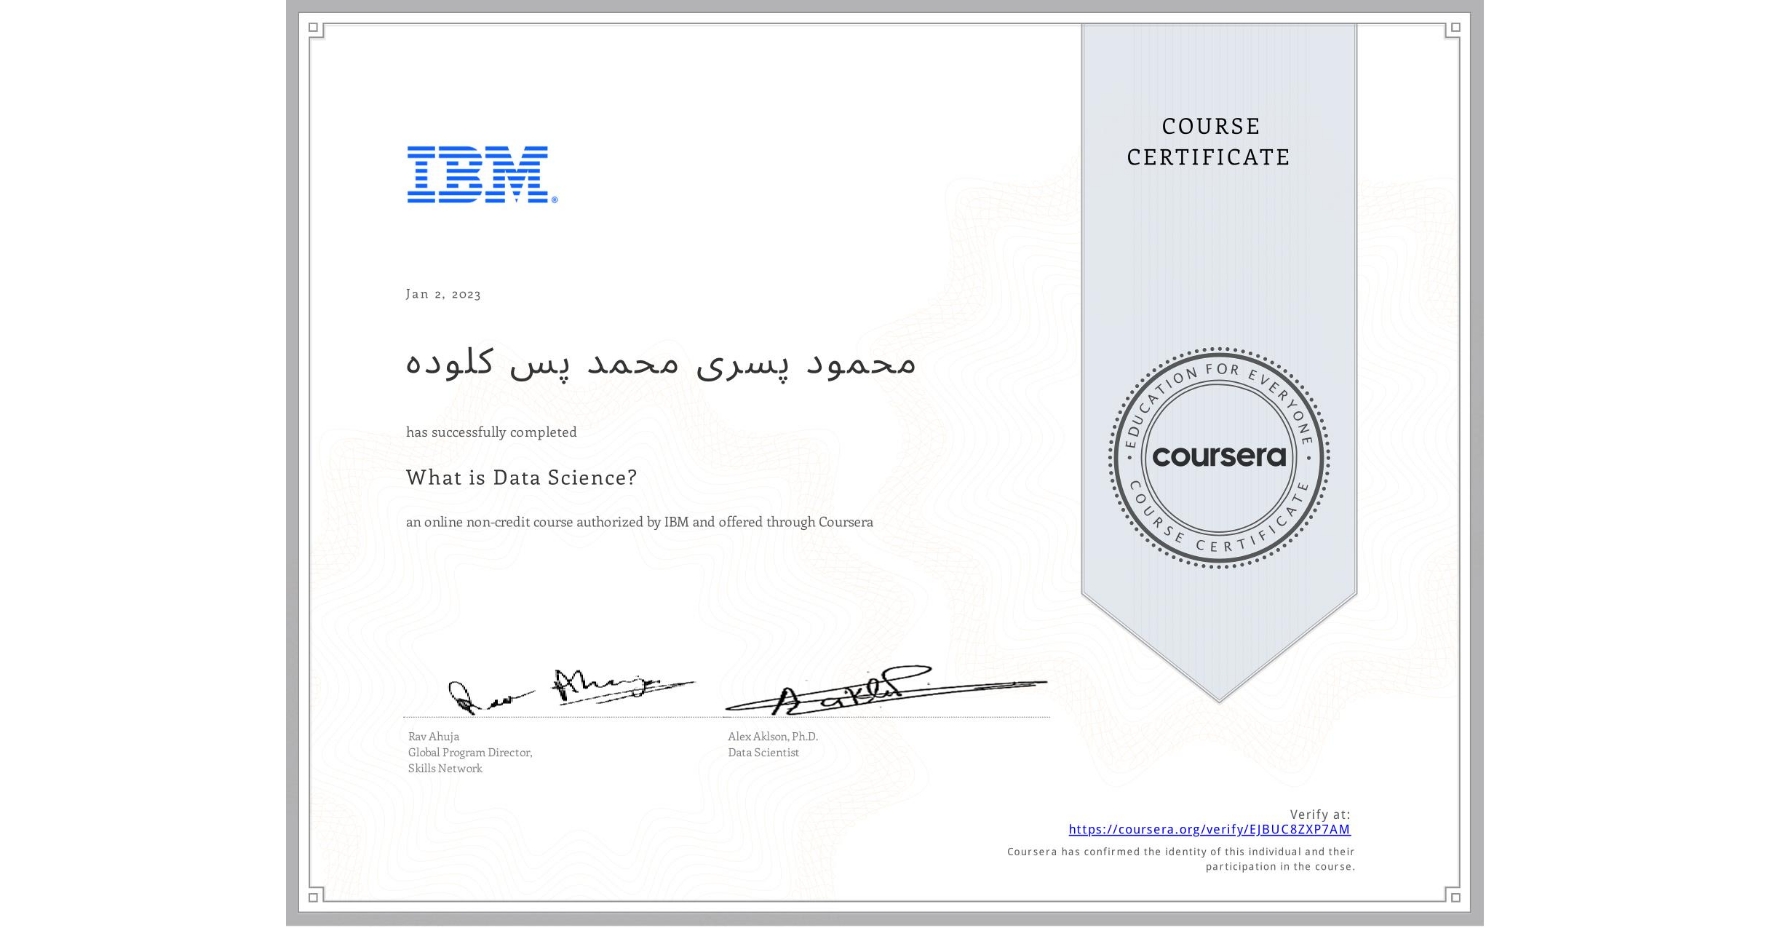 COURSE
CERTIFICATE
IBM®
Jan 2, 2023
محمود پسری محمد پس کلوده
has successfully completed
What is Data Science?
an online non-credit course authorized by IBM and offered through Coursera
EDUCATION FOR EVERYONE
coursera
COURSE CERTIFICATE
Rav Ahuja
Global Program Director,
Skills Network
Alex Aklson, Ph.D.
Data Scientist
Verify at:
https://coursera.org/verify/EJBUC8ZXP7AM
Coursera has confirmed the identity of this individual and their
participation in the course.